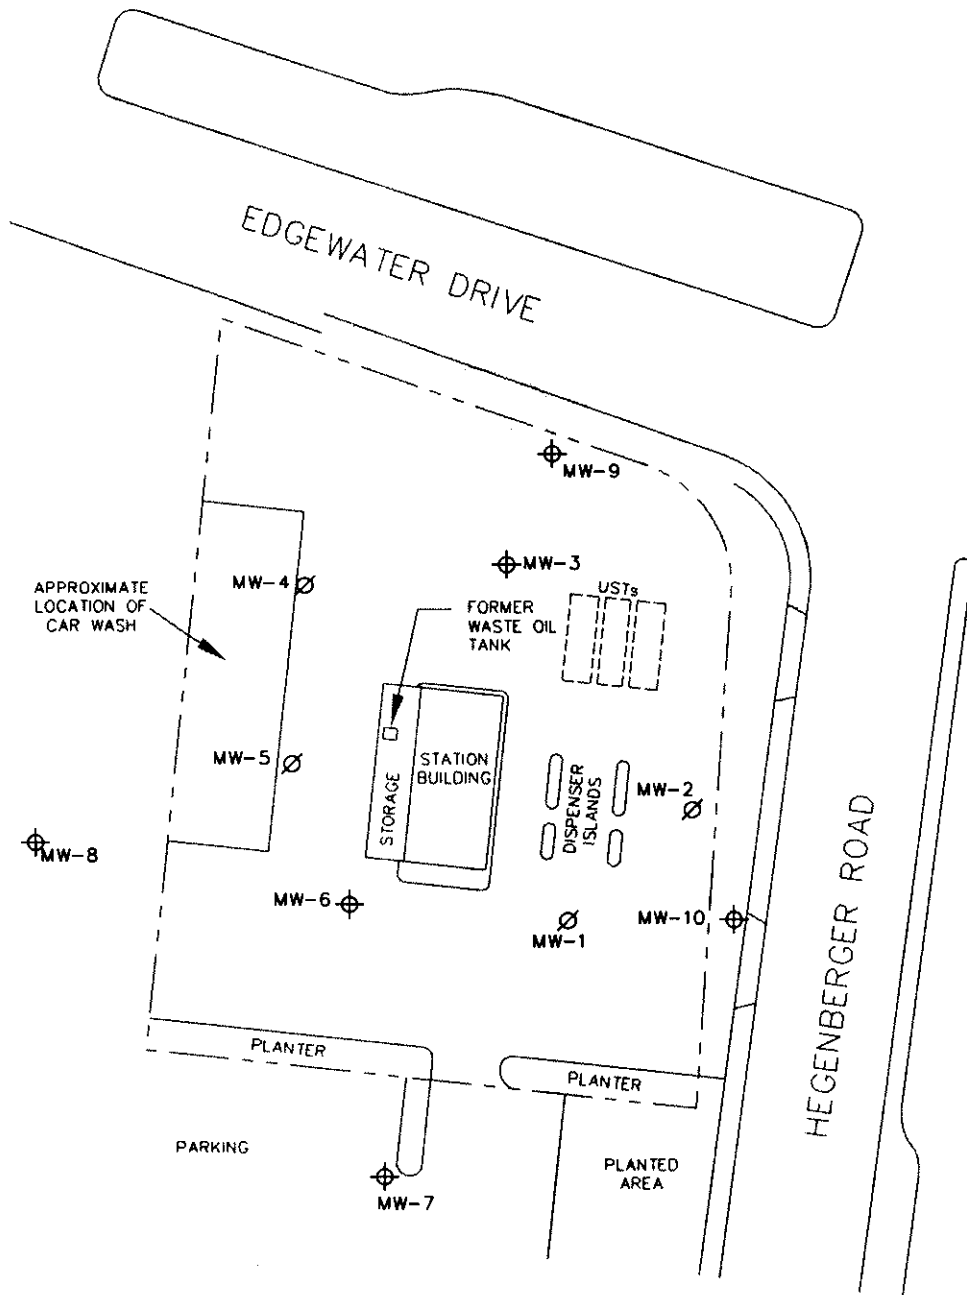 EDGEWATER DRIVE
MW-9
MW-3
USTs
MW-4
APPROXIMATE
LOCATION OF
CAR WASH
FORMER
WASTE OIL
TANK
MW-5
STATION
BUILDING
STORAGE
DISPENSER
ISLANDS
MW-2
MW-8
MW-6
MW-1
MW-10
HEGENBERGER ROAD
PLANTER
PLANTER
PARKING
PLANTED
AREA
MW-7